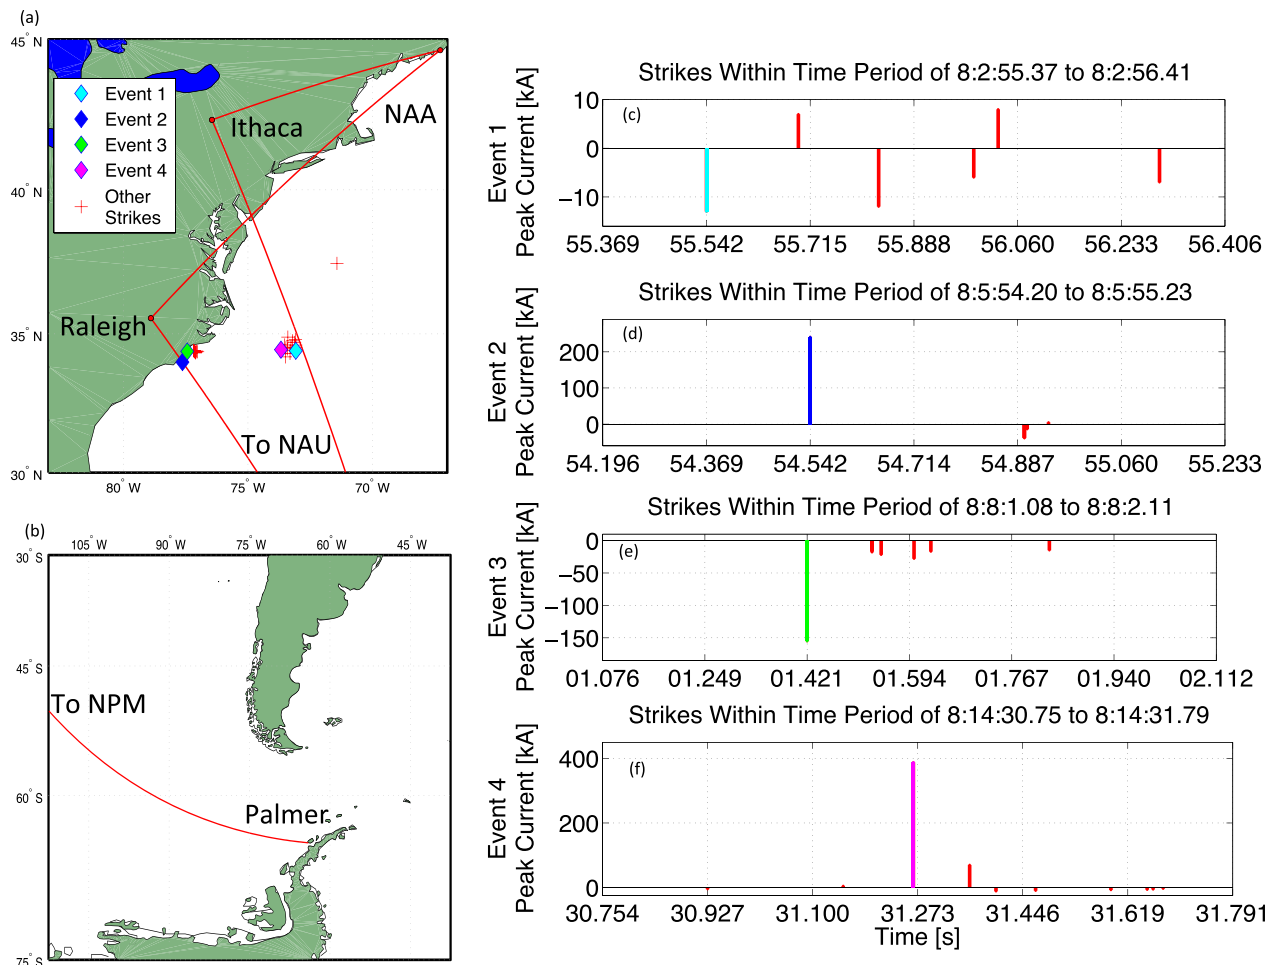 (a)
45° N
40° N
35° N
30° N
80° W
75° W
70° W
Event 1
Event 2
Event 3
Event 4
Other
Strikes
Ithaca
NAA
Raleigh
To NAU
(b)
105° W
90° W
75° W
60° W
45° W
30° S
45° S
60° S
75° S
To NPM
Palmer
Strikes Within Time Period of 8:2:55.37 to 8:2:56.41
(c)
Event 1
Peak Current [kA]
10
0
−10
55.369 55.542 55.715 55.888 56.060 56.233 56.406
Strikes Within Time Period of 8:5:54.20 to 8:5:55.23
(d)
Event 2
Peak Current [kA]
200
100
0
54.196 54.369 54.542 54.714 54.887 55.060 55.233
Strikes Within Time Period of 8:8:1.08 to 8:8:2.11
(e)
Event 3
Peak Current [kA]
0
−50
−100
−150
01.076 01.249 01.421 01.594 01.767 01.940 02.112
Strikes Within Time Period of 8:14:30.75 to 8:14:31.79
(f)
Event 4
Peak Current [kA]
400
200
0
30.754 30.927 31.100 31.273 31.446 31.619 31.791
Time [s]